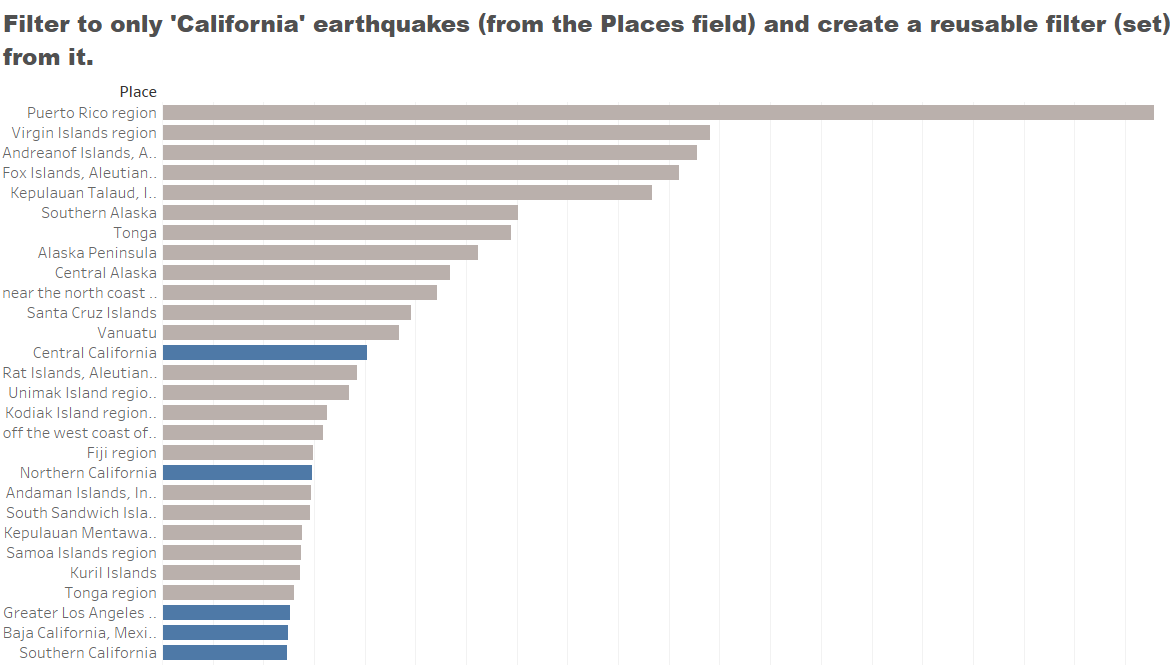 Filter to only 'California' earthquakes (from the Places field) and create a reusable filter (set)
from it.
Place
Puerto Rico region
Virgin Islands region
Andreanof Islands, A..
Fox Islands, Aleutian..
Kepulauan Talaud, I..
Southern Alaska
Tonga
Alaska Peninsula
Central Alaska
near the north coast ..
Santa Cruz Islands
Vanuatu
Central California
Rat Islands, Aleutian..
Unimak Island regio..
Kodiak Island region..
off the west coast of..
Fiji region
Northern California
Andaman Islands, In..
South Sandwich Isla..
Kepulauan Mentawa..
Samoa Islands region
Kuril Islands
Tonga region
Greater Los Angeles ..
Baja California, Mexi..
Southern California